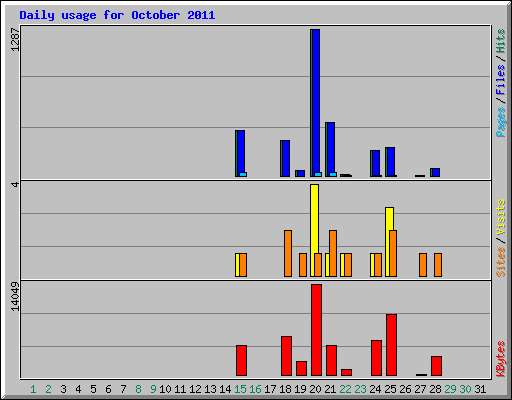 Daily usage for October 2011
1287
Pages / Files / Hits
4
Sites / Visits
14049
KBytes
1 2 3 4 5 6 7 8 9 10 11 12 13 14 15 16 17 18 19 20 21 22 23 24 25 26 27 28 29 30 31